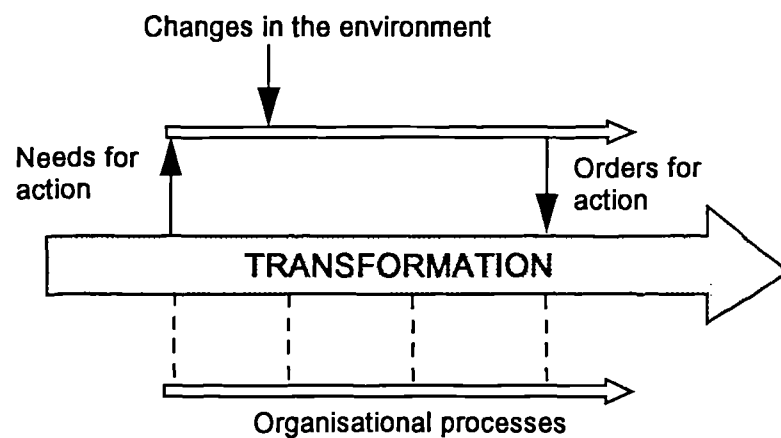 Changes in the environment
Needs for
action
Orders for
action
TRANSFORMATION
Organisational processes